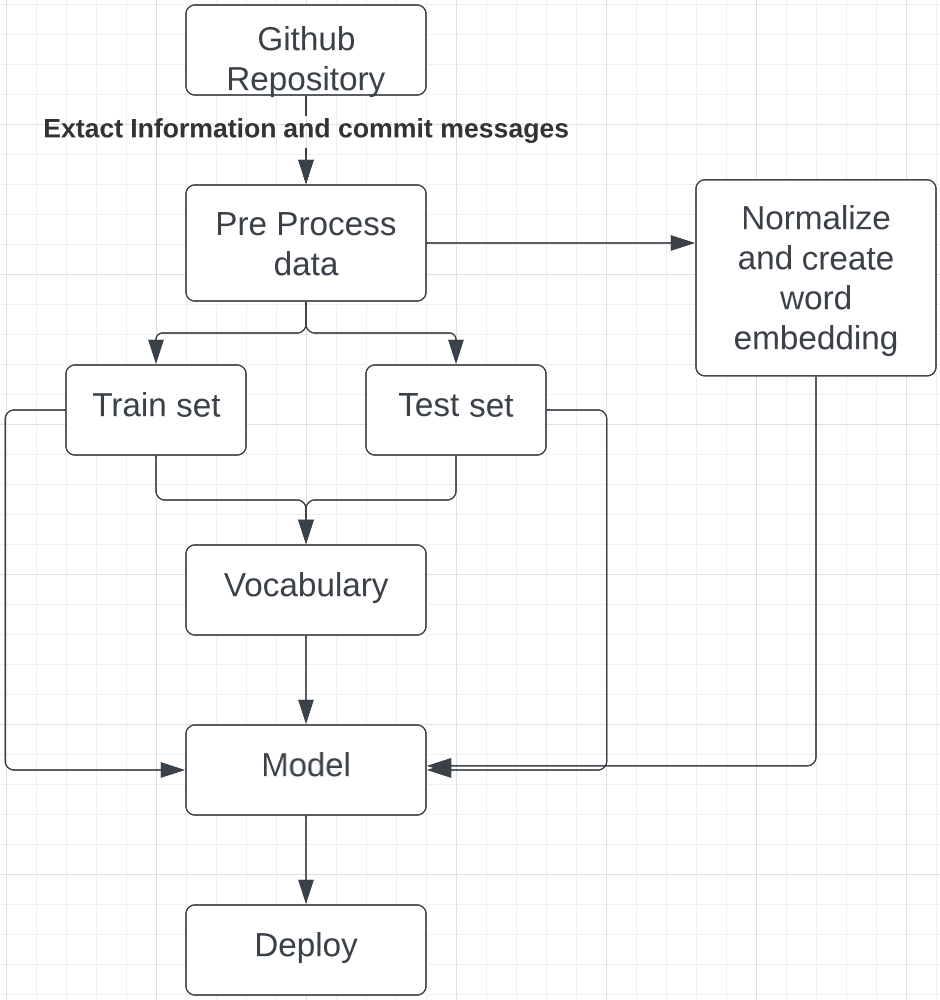 Github
Repository
Extact Information and commit messages
Pre Process
data
Normalize
and create
word
embedding
Train set
Test set
Vocabulary
Model
Deploy